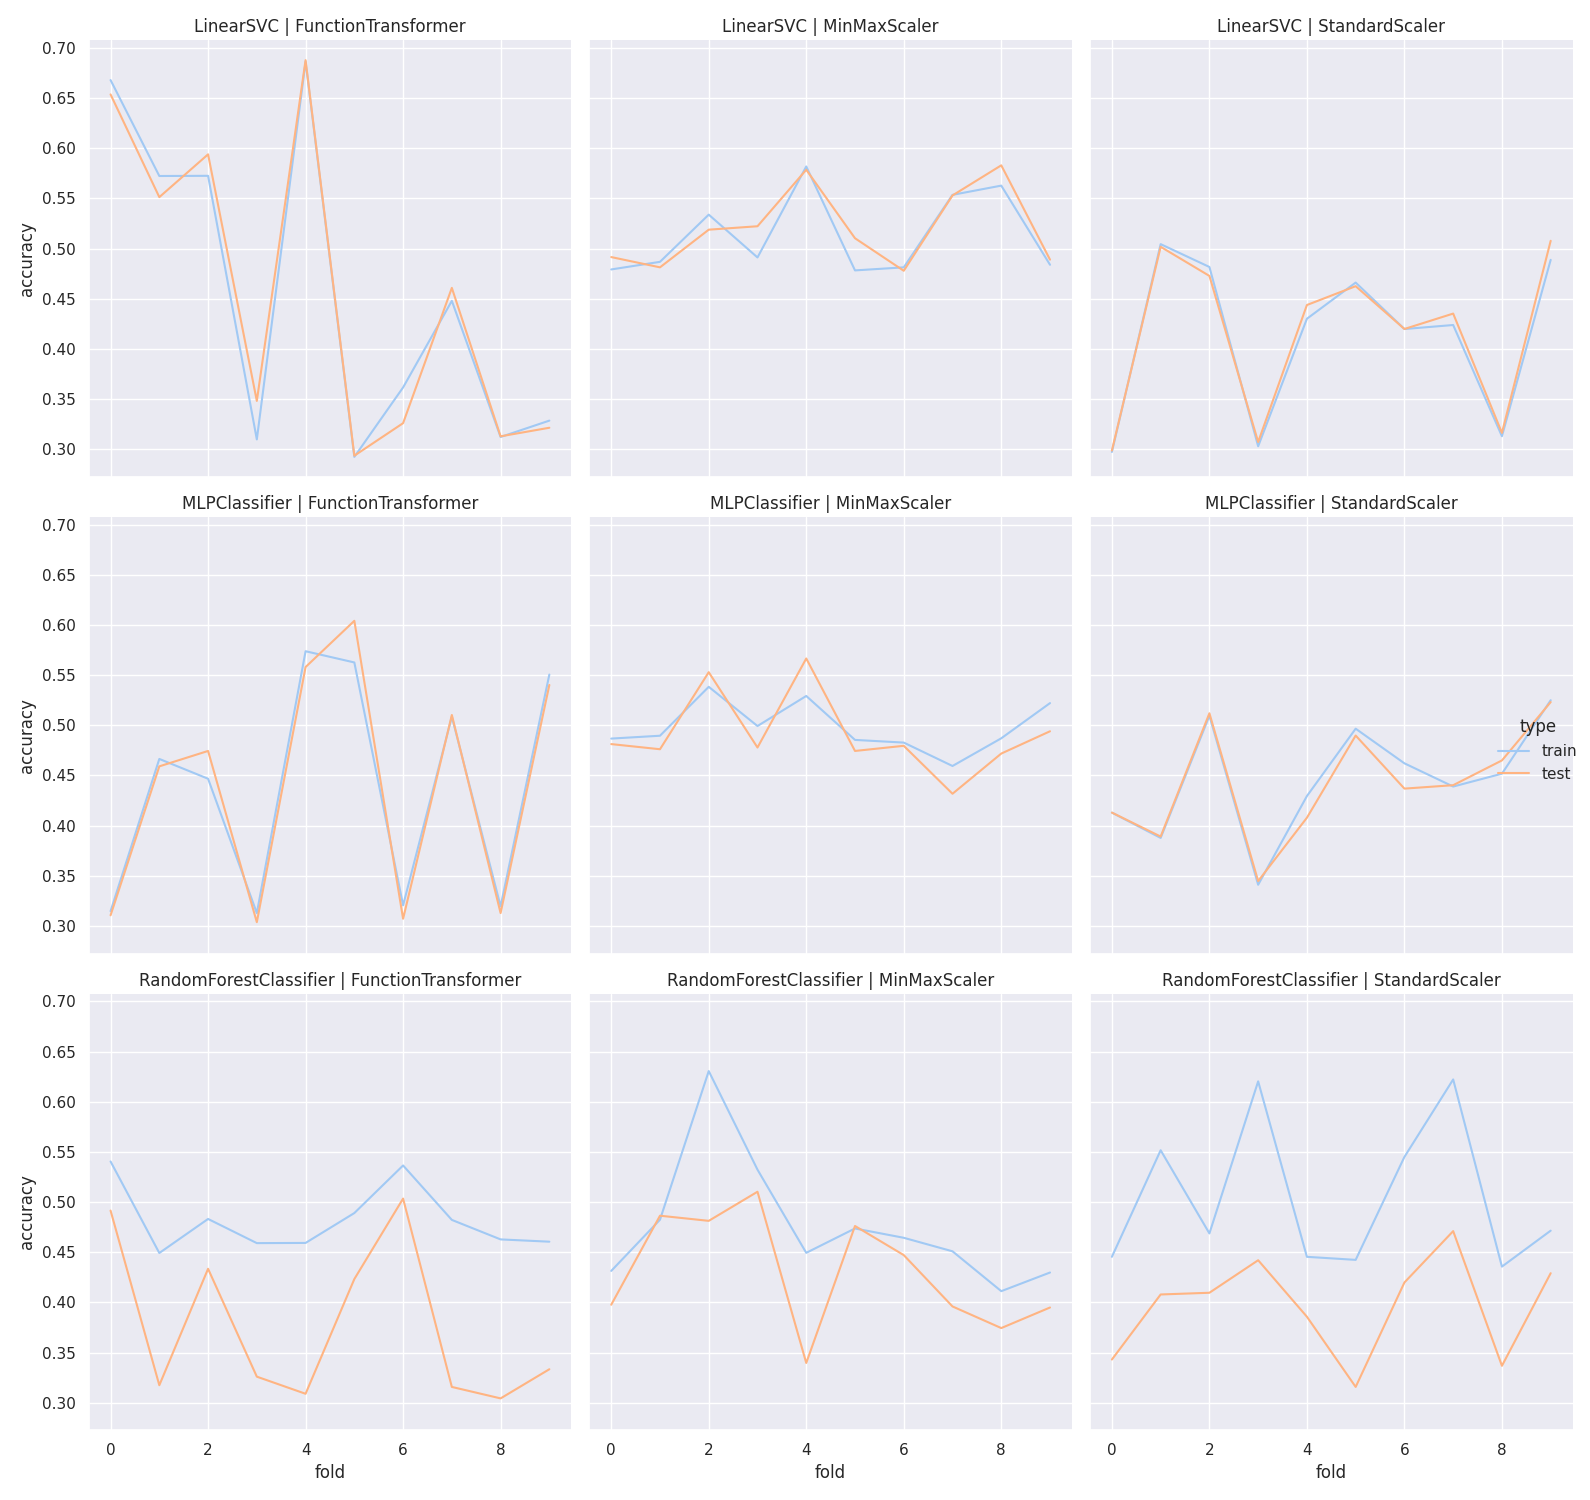 LinearSVC | FunctionTransformer
LinearSVC | MinMaxScaler
LinearSVC | StandardScaler
0.70
0.65
0.60
0.55
0.50
0.45
0.40
0.35
0.30
accuracy
MLPClassifier | FunctionTransformer
MLPClassifier | MinMaxScaler
MLPClassifier | StandardScaler
0.70
0.65
0.60
0.55
0.50
0.45
0.40
0.35
0.30
accuracy
type
train
test
RandomForestClassifier | FunctionTransformer
RandomForestClassifier | MinMaxScaler
RandomForestClassifier | StandardScaler
0.70
0.65
0.60
0.55
0.50
0.45
0.40
0.35
0.30
accuracy
0 2 4 6 8
0 2 4 6 8
0 2 4 6 8
fold
fold
fold